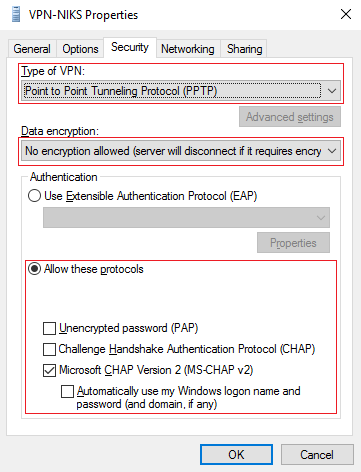 VPN-NIKS Properties
General
Options
Security
Networking
Sharing
Type of VPN:
Point to Point Tunneling Protocol (PPTP)
Advanced settings
Data encryption:
No encryption allowed (server will disconnect if it requires encry
Authentication
Use Extensible Authentication Protocol (EAP)
Properties
Allow these protocols
Unencrypted password (PAP)
Challenge Handshake Authentication Protocol (CHAP)
Microsoft CHAP Version 2 (MS-CHAP v2)
Automatically use my Windows logon name and
password (and domain, if any)
OK
Cancel